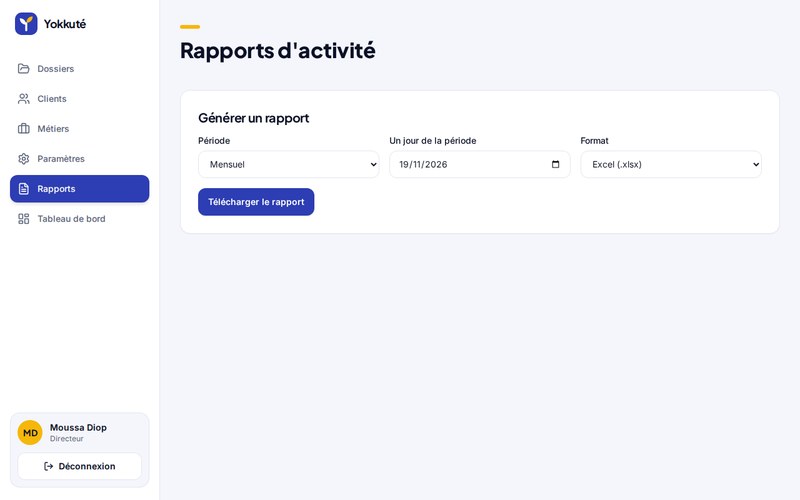 Yokkuté
Dossiers
Clients
Métiers
Paramètres
Rapports
Tableau de bord
MD
Moussa Diop
Directeur
Déconnexion
Rapports d'activité
Générer un rapport
Période
Un jour de la période
Format
Mensuel
19/11/2026
Excel (.xlsx)
Télécharger le rapport